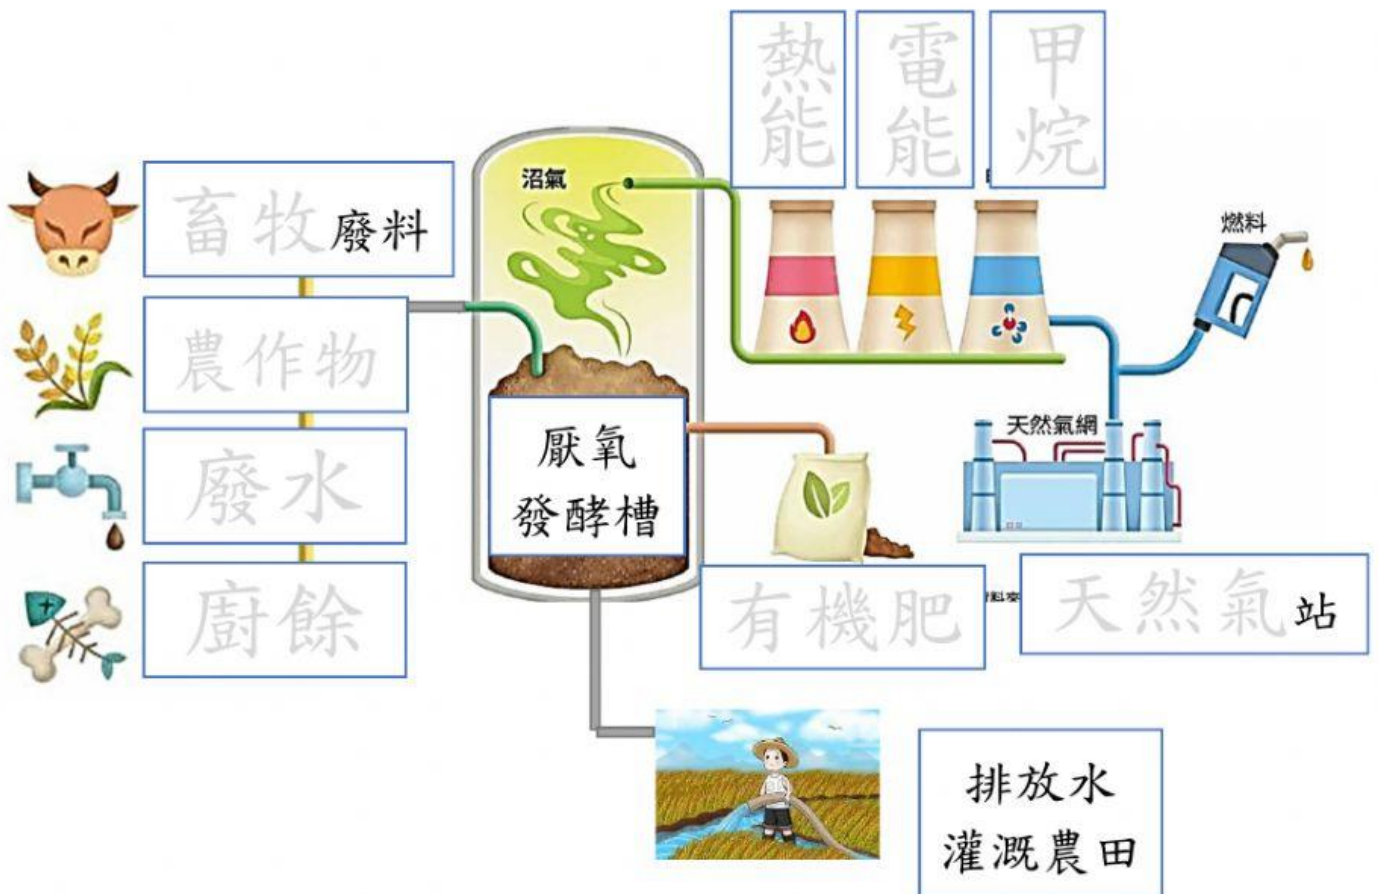 熱能
電能
甲烷
沼氣
畜牧廢料
燃料
農作物
天然氣網
厭氧
發酵槽
廢水
廚餘
有機肥
天然氣站
排放水
灌溉農田